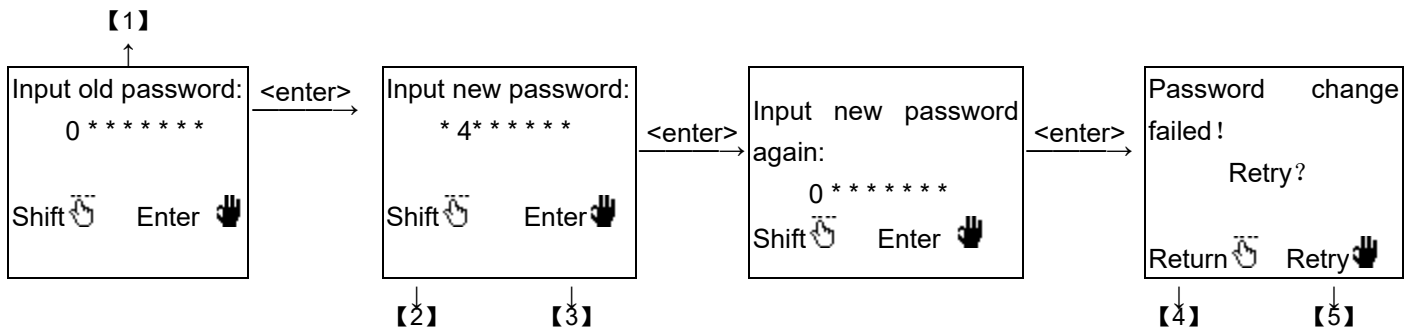 【1】
↑
Input old password:
0 * * * * * * *
Shift Enter
<enter>
→
Input new password:
* 4* * * * * *
Shift Enter
<enter>
→
Input new password
again:
0 * * * * * * *
Shift Enter
<enter>
→
Password change
failed！
Retry？
Return Retry
↓ ↓
【2】 【3】
↓ ↓
【4】 【5】